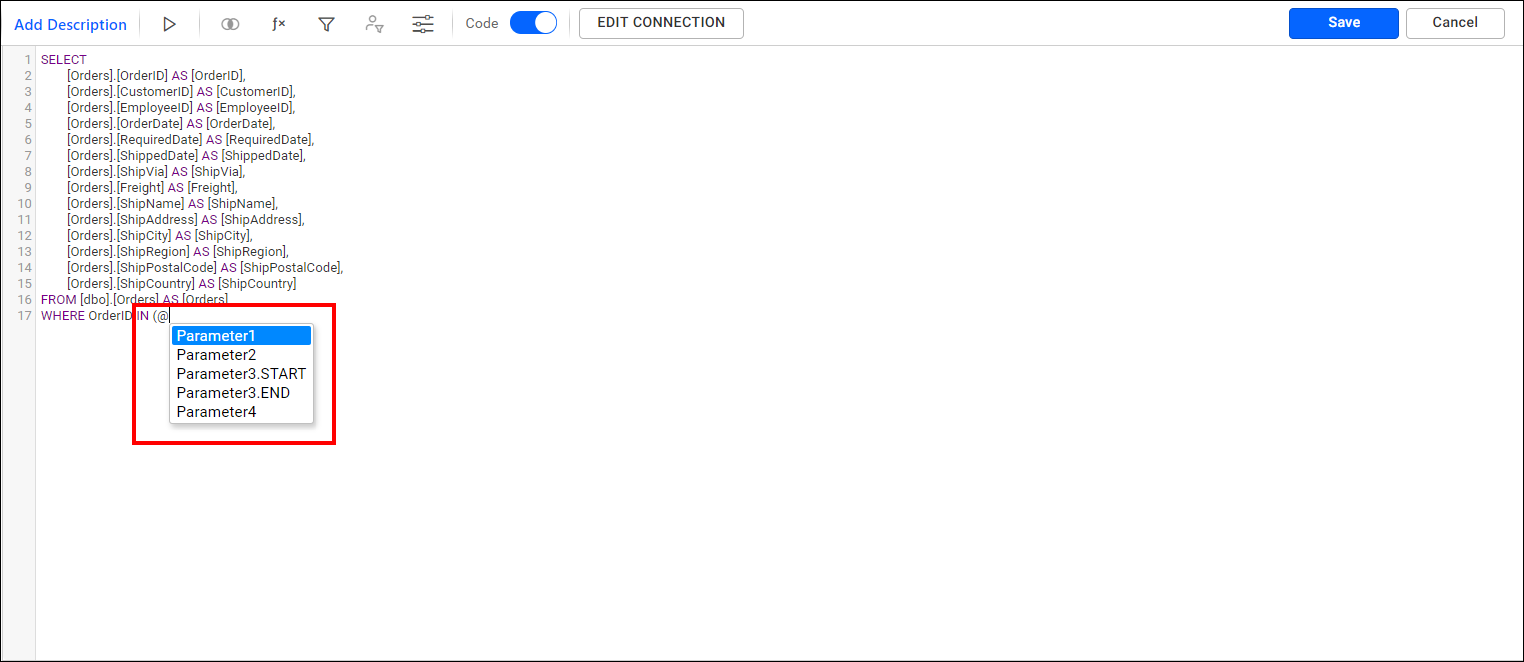 Add Description ƒx Code EDIT CONNECTION Save Cancel
1 SELECT
2 [Orders].[OrderID] AS [OrderID],
3 [Orders].[CustomerID] AS [CustomerID],
4 [Orders].[EmployeeID] AS [EmployeeID],
5 [Orders].[OrderDate] AS [OrderDate],
6 [Orders].[RequiredDate] AS [RequiredDate],
7 [Orders].[ShippedDate] AS [ShippedDate],
8 [Orders].[ShipVia] AS [ShipVia],
9 [Orders].[Freight] AS [Freight],
10 [Orders].[ShipName] AS [ShipName],
11 [Orders].[ShipAddress] AS [ShipAddress],
12 [Orders].[ShipCity] AS [ShipCity],
13 [Orders].[ShipRegion] AS [ShipRegion],
14 [Orders].[ShipPostalCode] AS [ShipPostalCode],
15 [Orders].[ShipCountry] AS [ShipCountry]
16 FROM [dbo].[Orders] AS [Orders]
17 WHERE OrderID IN (@
Parameter1
Parameter2
Parameter3.START
Parameter3.END
Parameter4